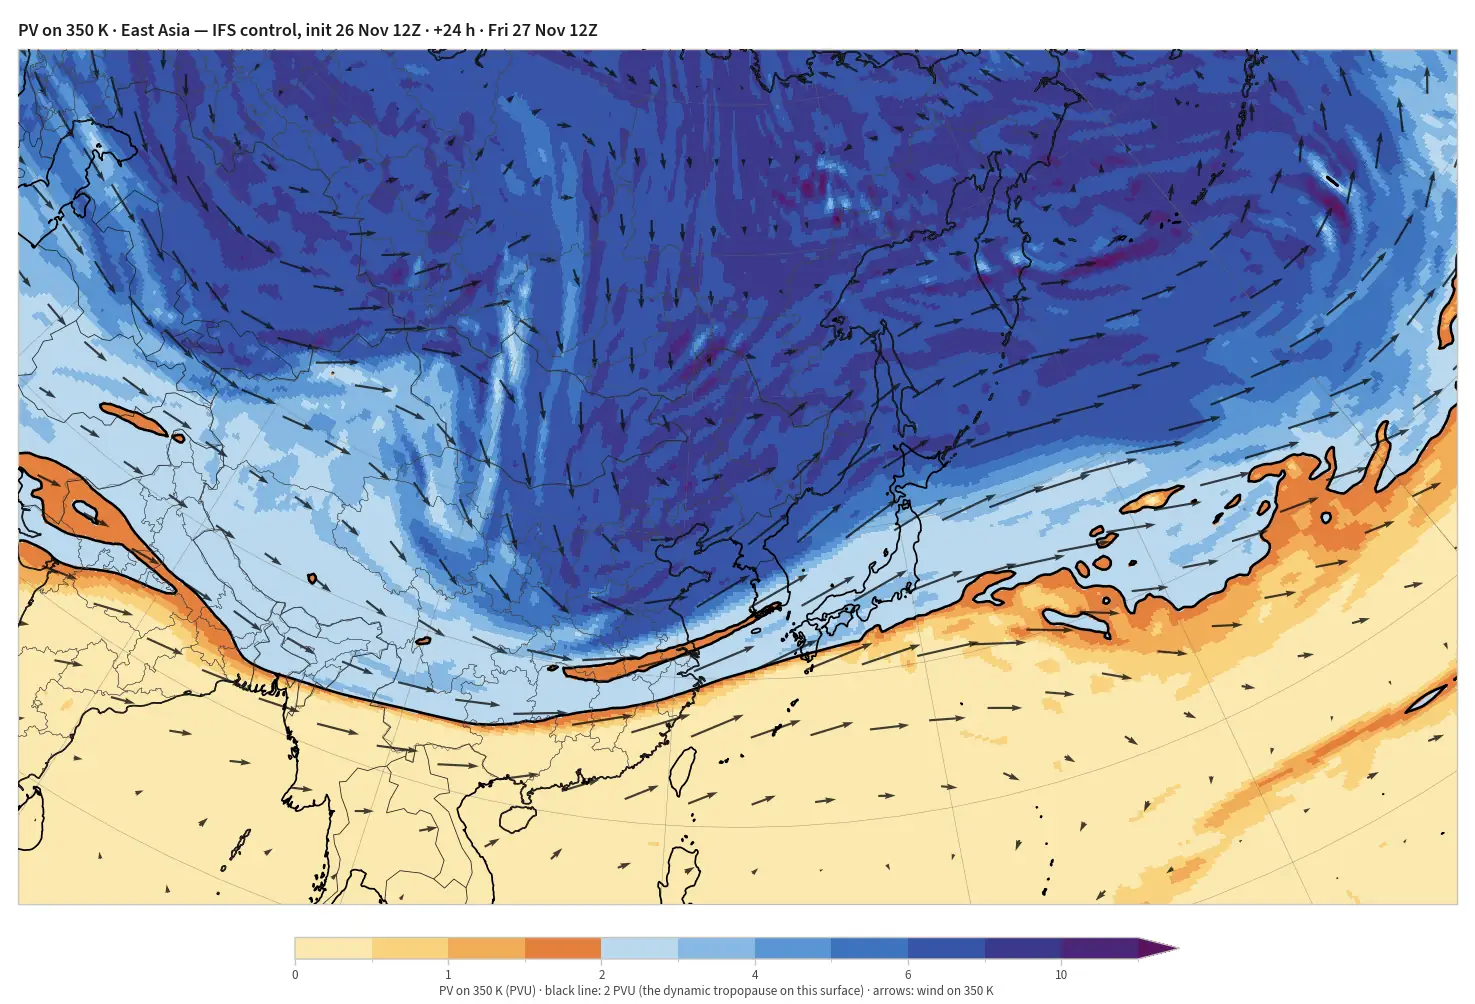 PV on 350 K · East Asia — IFS control, init 26 Nov 12Z · +24 h · Fri 27 Nov 12Z
0 1 2 4 6 10
PV on 350 K (PVU) · black line: 2 PVU (the dynamic tropopause on this surface) · arrows: wind on 350 K